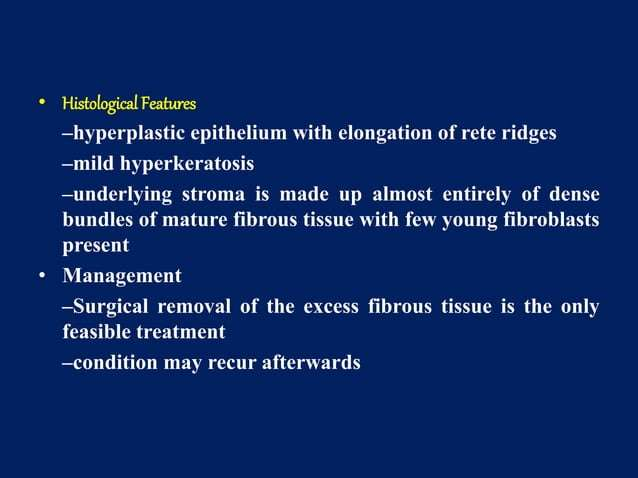 • Histological Features
–hyperplastic epithelium with elongation of rete ridges
–mild hyperkeratosis
–underlying stroma is made up almost entirely of dense
bundles of mature fibrous tissue with few young fibroblasts
present
• Management
–Surgical removal of the excess fibrous tissue is the only
feasible treatment
–condition may recur afterwards